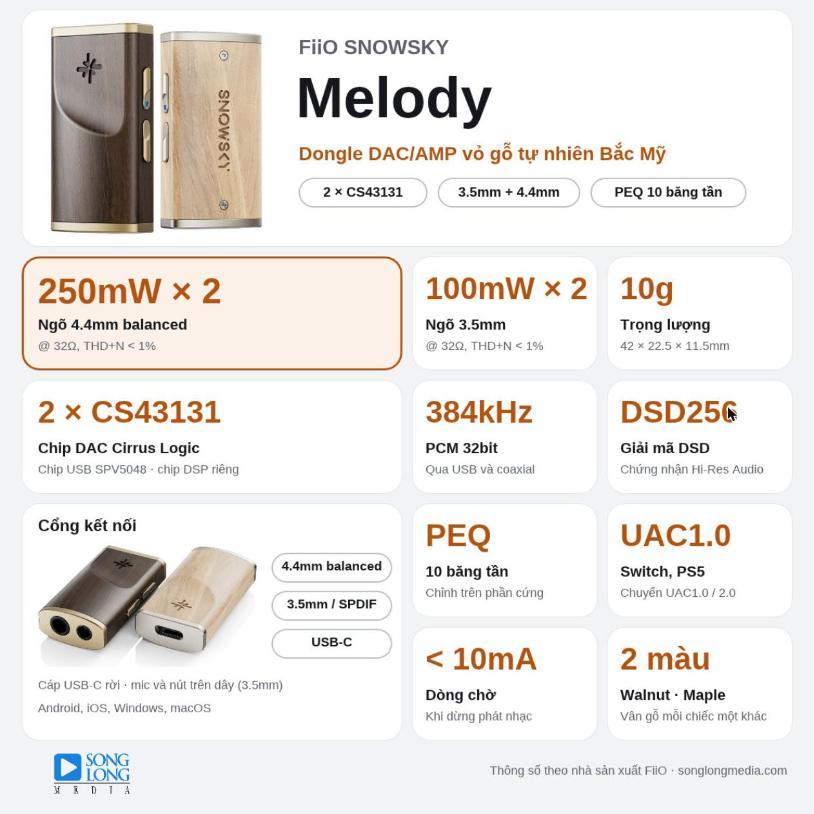 FiiO SNOWSKY
Melody
Dongle DAC/AMP vỏ gỗ tự nhiên Bắc Mỹ
2 × CS43131
3.5mm + 4.4mm
PEQ 10 băng tần
SNOWSKY
250mW × 2
Ngõ 4.4mm balanced
@ 32Ω, THD+N < 1%
100mW × 2
Ngõ 3.5mm
@ 32Ω, THD+N < 1%
10g
Trọng lượng
42 × 22.5 × 11.5mm
2 × CS43131
Chip DAC Cirrus Logic
Chip USB SPV5048 · chip DSP riêng
384kHz
PCM 32bit
Qua USB và coaxial
DSD256
Giải mã DSD
Chứng nhận Hi-Res Audio
Cổng kết nối
4.4mm balanced
3.5mm / SPDIF
USB-C
Cáp USB-C rời · mic và nút trên dây (3.5mm)
Android, iOS, Windows, macOS
PEQ
10 băng tần
Chỉnh trên phần cứng
UAC1.0
Switch, PS5
Chuyển UAC1.0 / 2.0
< 10mA
Dòng chờ
Khi dừng phát nhạc
2 màu
Walnut · Maple
Vân gỗ mỗi chiếc một khác
SONG
LONG
MEDIA
Thông số theo nhà sản xuất FiiO · songlongmedia.com